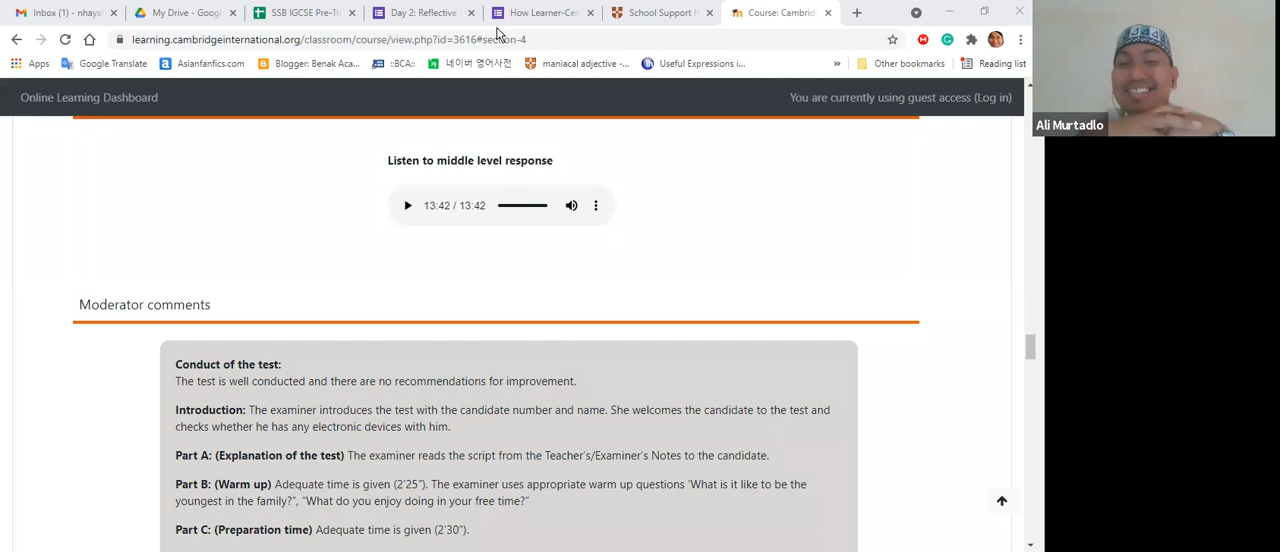 Inbox (1) - nhaya
My Drive - Googl
SSB IGCSE Pre-Tr
Day 2: Reflective
How Learner-Cen
School Support H
Course: Cambrid
learning.cambridgeinternational.org/classroom/course/view.php?id=3616#section-4
Apps
Google Translate
Asianfanfics.com
Blogger: Benak Aca...
::BCA::
네이버 영어사전
maniacal adjective -...
Useful Expressions i...
Other bookmarks
Reading list
Online Learning Dashboard
You are currently using guest access (Log in)
Ali Murtadlo
Listen to middle level response
13:42 / 13:42
Moderator comments
Conduct of the test:
The test is well conducted and there are no recommendations for improvement.
Introduction: The examiner introduces the test with the candidate number and name. She welcomes the candidate to the test and
checks whether he has any electronic devices with him.
Part A: (Explanation of the test) The examiner reads the script from the Teacher's/Examiner's Notes to the candidate.
Part B: (Warm up) Adequate time is given (2'25"). The examiner uses appropriate warm up questions 'What is it like to be the
youngest in the family?", "What do you enjoy doing in your free time?"
Part C: (Preparation time) Adequate time is given (2'30").